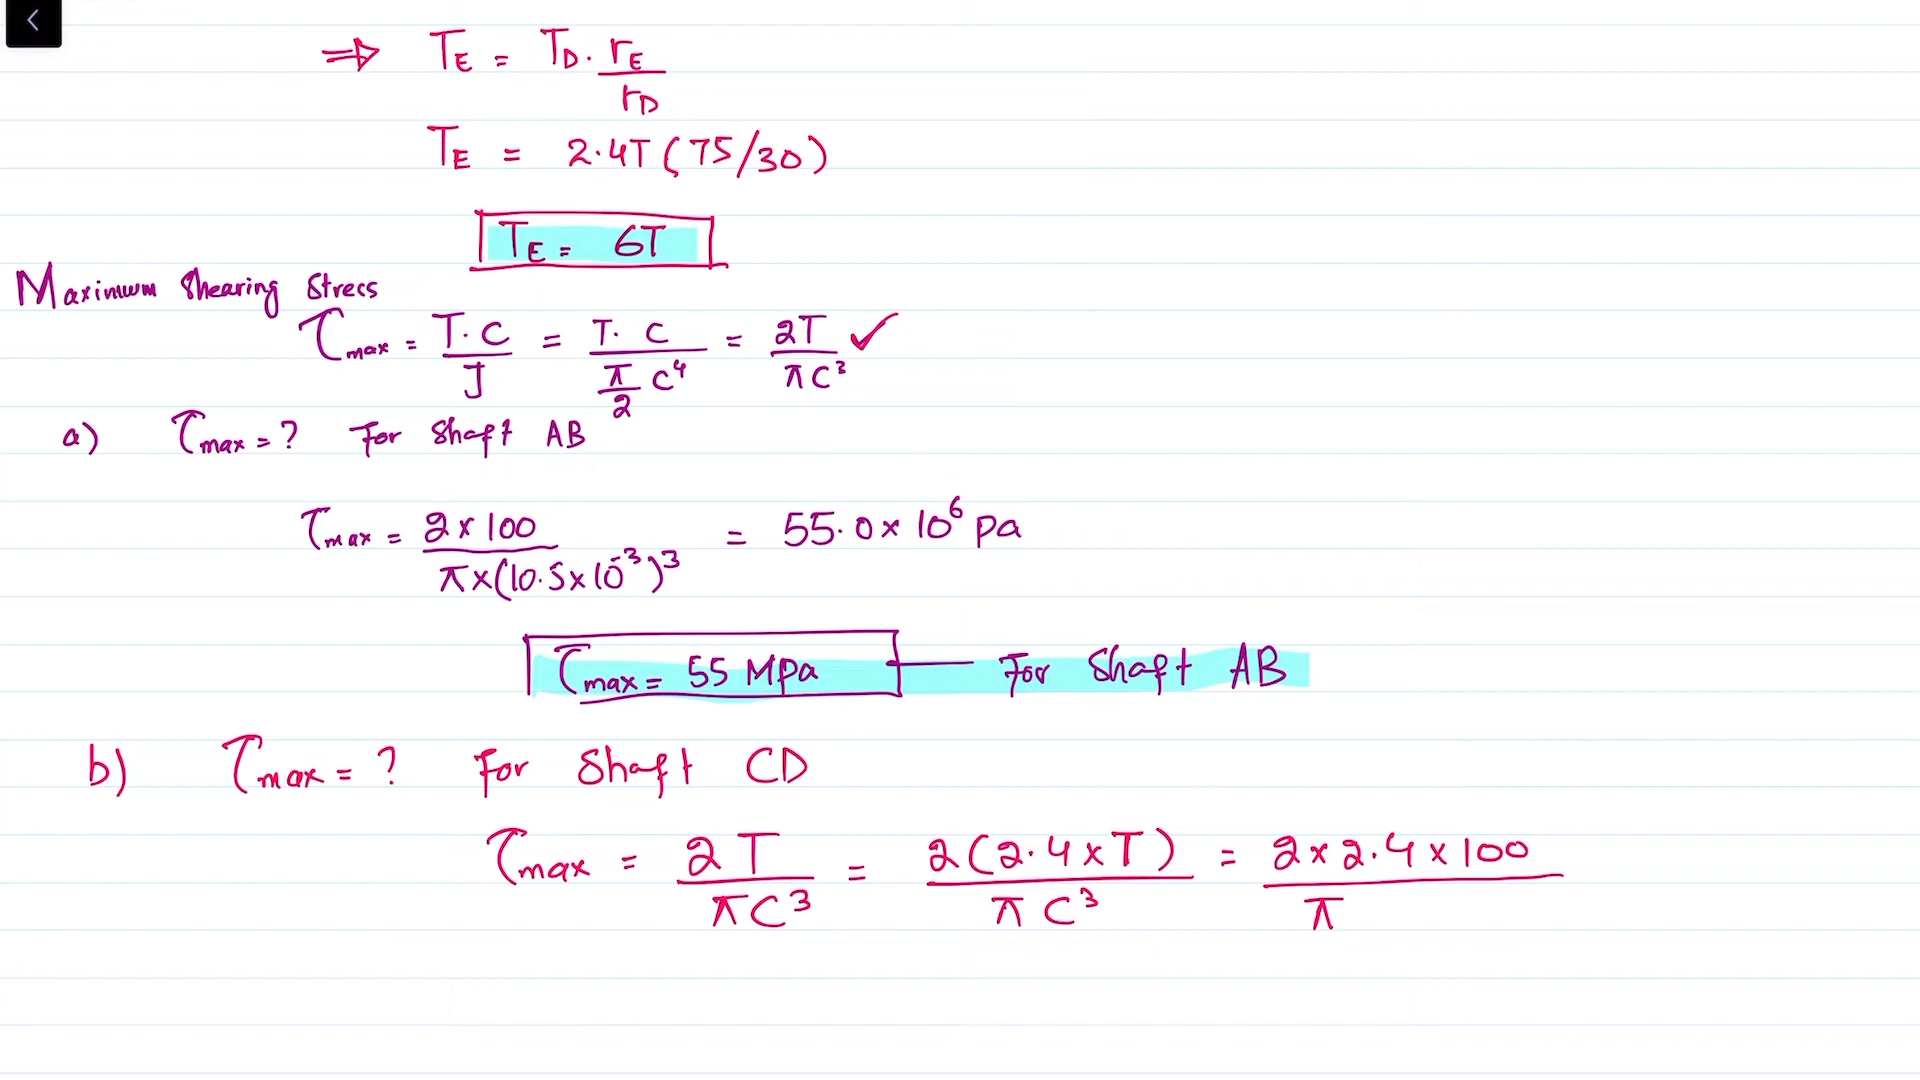 ⇒ T_E = T_D · r_E / r_D
T_E = 2.4T (75/30)
T_E = 6T
Maximum Shearing Stress
τ_max = T·C / J = T·C / (π/2 C⁴) = 2T / πC³ ✓
a) τ_max = ? For Shaft AB
τ_max = 2×100 / π×(10.5×10⁻³)³ = 55.0×10⁶ pa
τ_max = 55 MPa — For Shaft AB
b) τ_max = ? For Shaft CD
τ_max = 2T / πC³ = 2(2.4×T) / πC³ = 2×2.4×100 / π